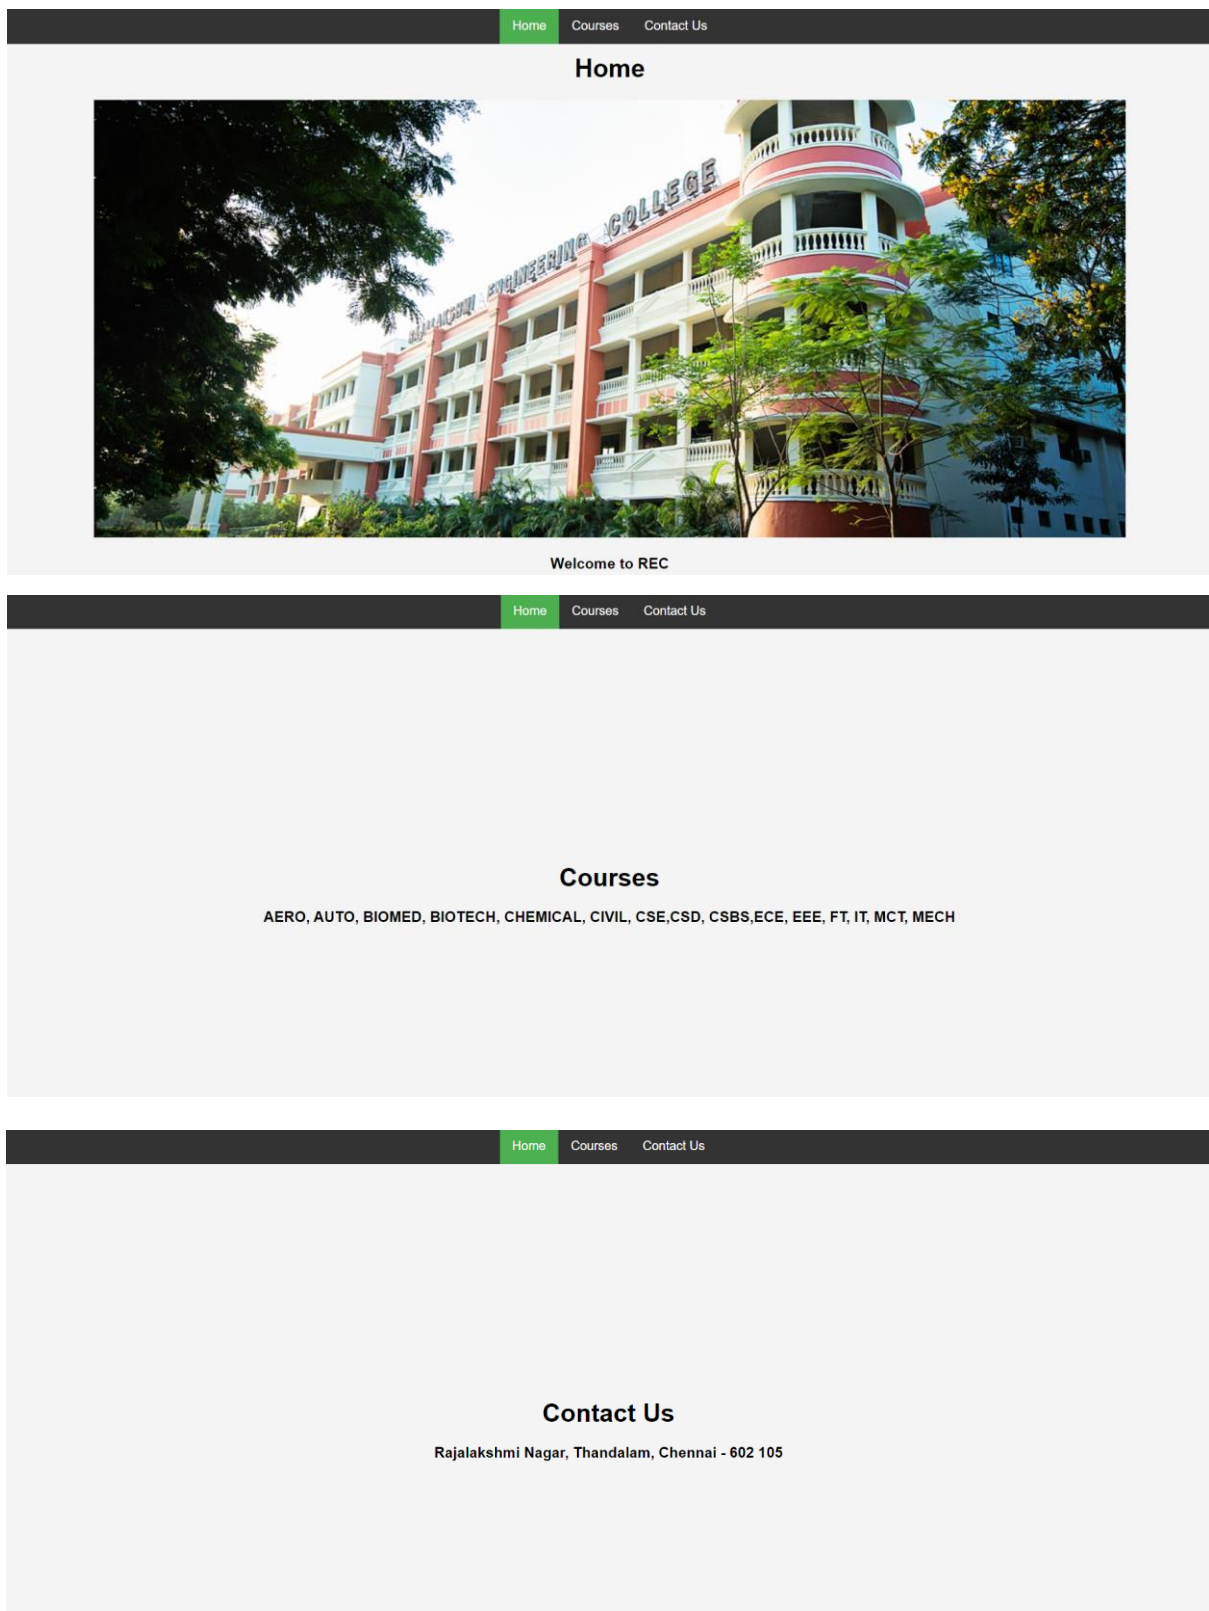 Home Courses Contact Us
Home
RAJALAKSHMI ENGINEERING COLLEGE
Welcome to REC
Home Courses Contact Us
Courses
AERO, AUTO, BIOMED, BIOTECH, CHEMICAL, CIVIL, CSE,CSD, CSBS,ECE, EEE, FT, IT, MCT, MECH
Home Courses Contact Us
Contact Us
Rajalakshmi Nagar, Thandalam, Chennai - 602 105